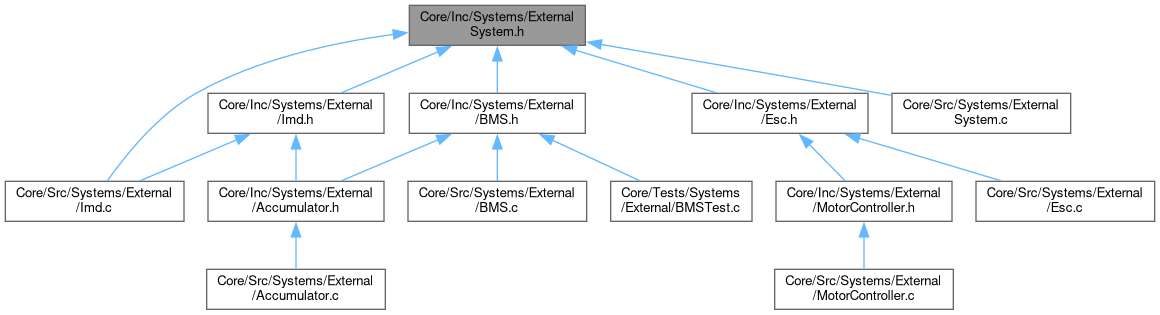 Core/Inc/Systems/External
System.h
Core/Inc/Systems/External
/Imd.h
Core/Inc/Systems/External
/BMS.h
Core/Inc/Systems/External
/Esc.h
Core/Src/Systems/External
System.c
Core/Src/Systems/External
/Imd.c
Core/Inc/Systems/External
/Accumulator.h
Core/Src/Systems/External
/BMS.c
Core/Tests/Systems
/External/BMSTest.c
Core/Inc/Systems/External
/MotorController.h
Core/Src/Systems/External
/Esc.c
Core/Src/Systems/External
/Accumulator.c
Core/Src/Systems/External
/MotorController.c